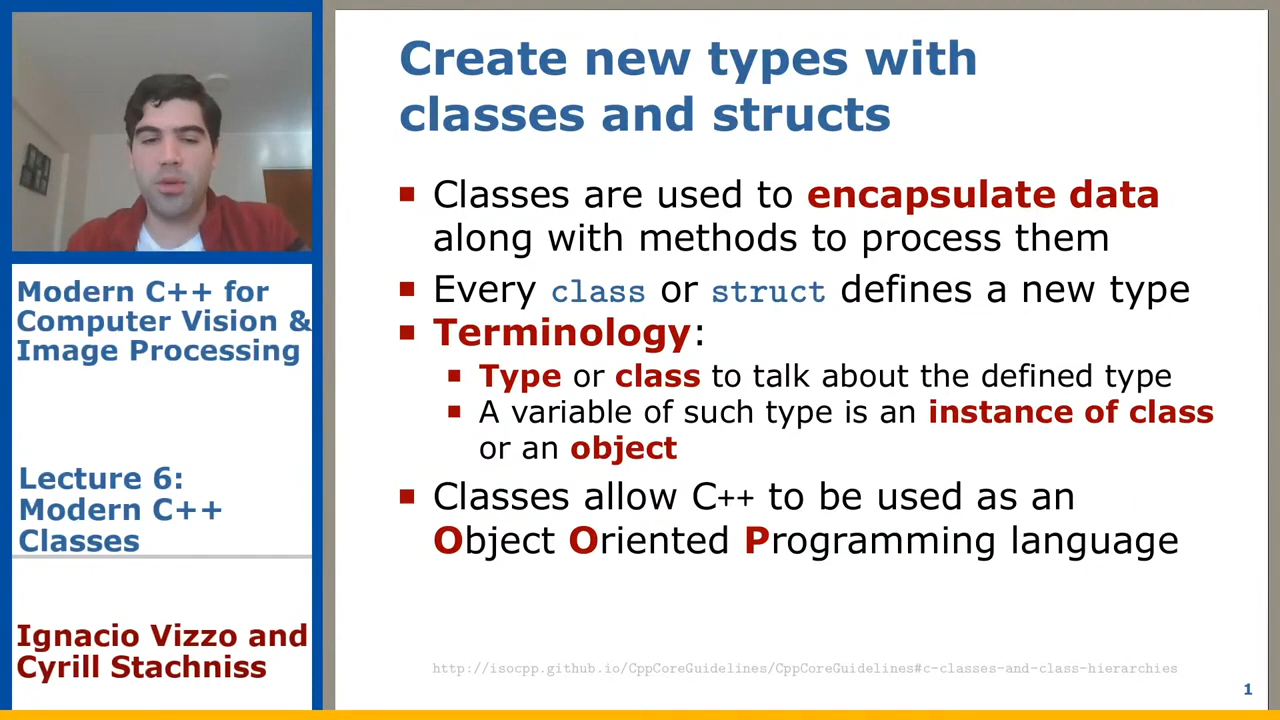 Create new types with
classes and structs
Classes are used to encapsulate data
along with methods to process them
Every class or struct defines a new type
Terminology:
Type or class to talk about the defined type
A variable of such type is an instance of class
or an object
Classes allow C++ to be used as an
Object Oriented Programming language
http://isocpp.github.io/CppCoreGuidelines/CppCoreGuidelines#c-classes-and-class-hierarchies
1
Modern C++ for
Computer Vision &
Image Processing
Lecture 6:
Modern C++
Classes
Ignacio Vizzo and
Cyrill Stachniss